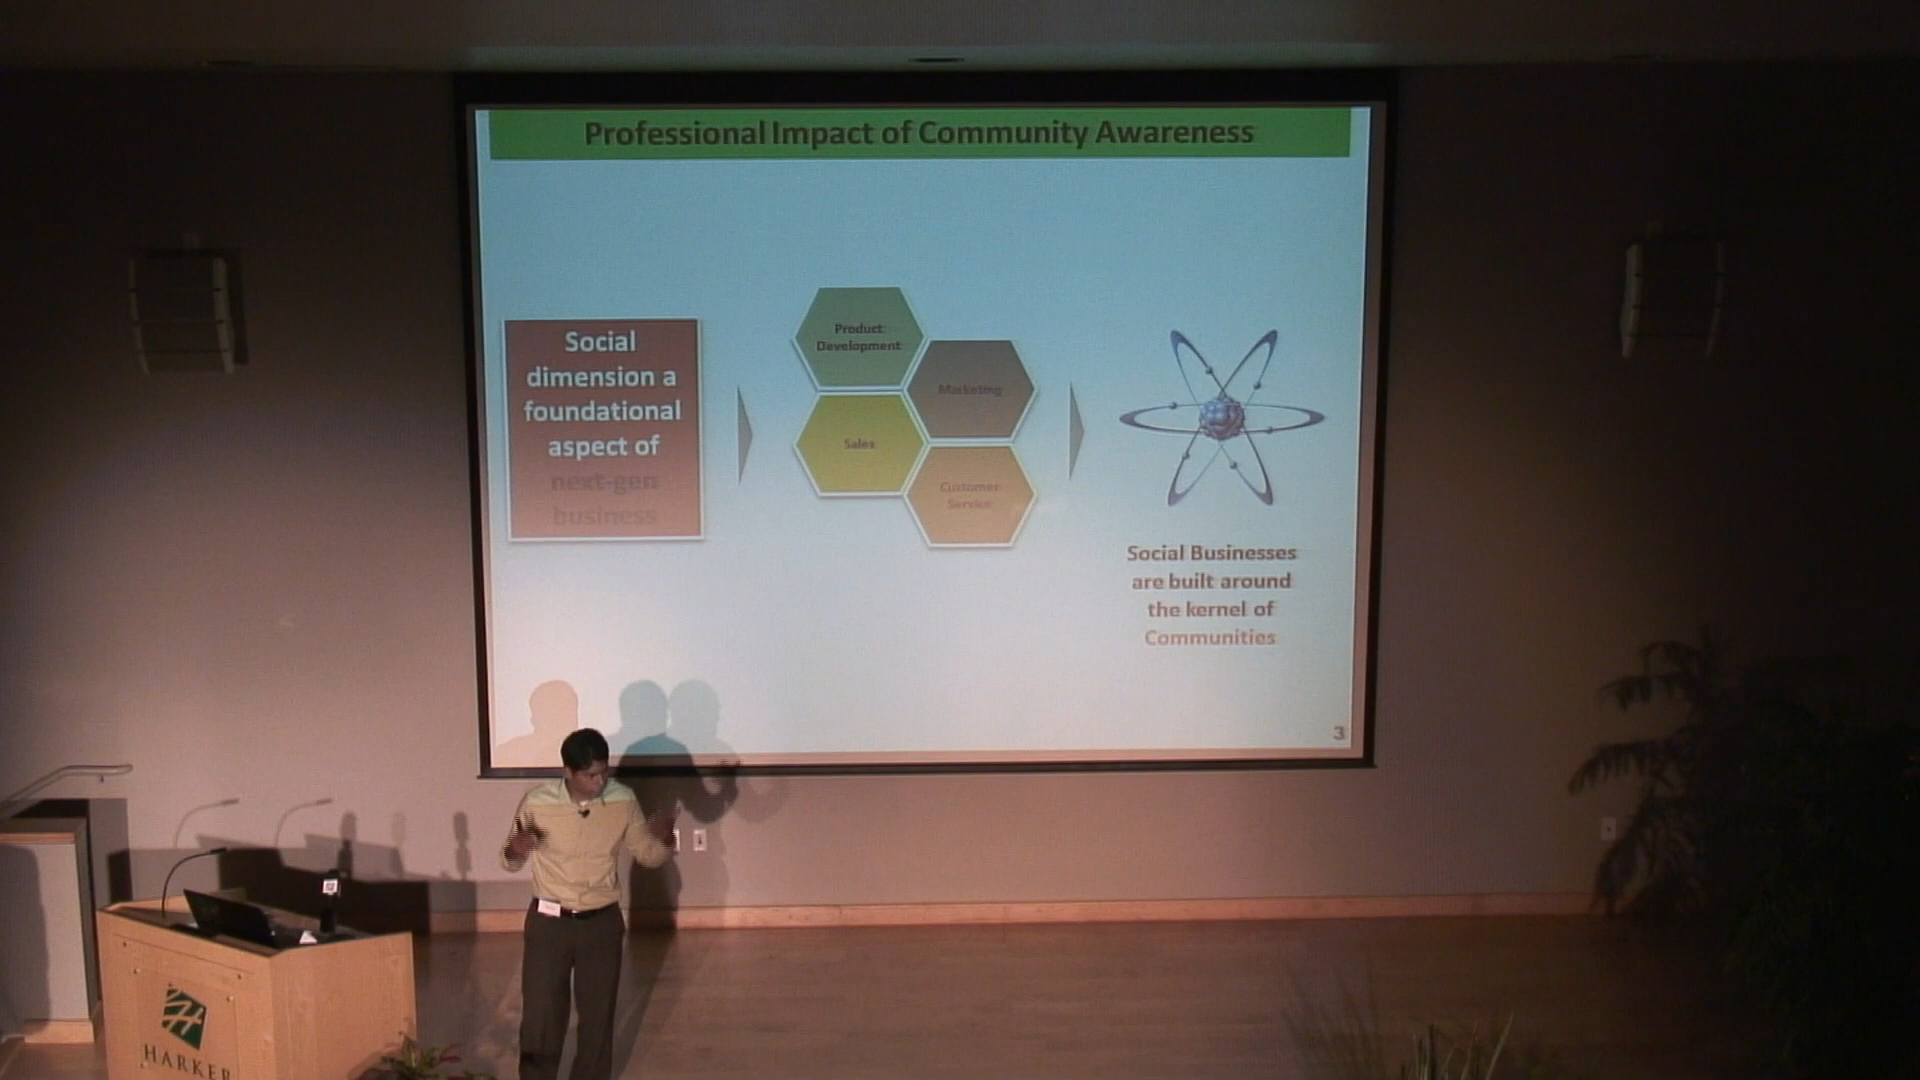 Professional Impact of Community Awareness
Social
dimension a
foundational
aspect of
next-gen
business
Product
Development
Marketing
Sales
Customer
Service
Social Businesses
are built around
the kernel of
Communities
3
HARKER